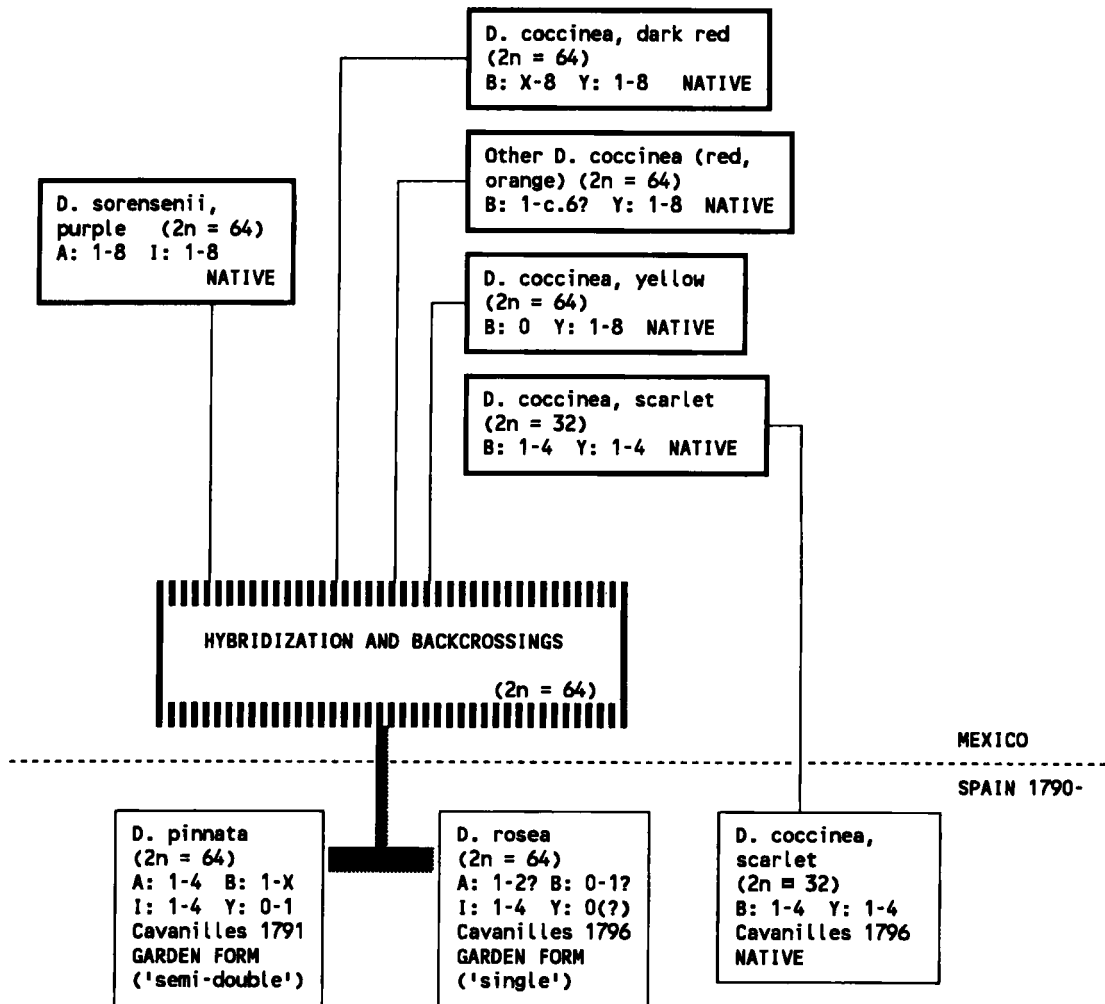 D. coccinea, dark red
(2n = 64)
B: X-8 Y: 1-8 NATIVE
Other D. coccinea (red,
orange) (2n = 64)
B: 1-c.6? Y: 1-8 NATIVE
D. sorensenii,
purple (2n = 64)
A: 1-8 I: 1-8
NATIVE
D. coccinea, yellow
(2n = 64)
B: 0 Y: 1-8 NATIVE
D. coccinea, scarlet
(2n = 32)
B: 1-4 Y: 1-4 NATIVE
HYBRIDIZATION AND BACKCROSSINGS
(2n = 64)
MEXICO
SPAIN 1790-
D. pinnata
(2n = 64)
A: 1-4 B: 1-X
I: 1-4 Y: 0-1
Cavanilles 1791
GARDEN FORM
('semi-double')
D. rosea
(2n = 64)
A: 1-2? B: 0-1?
I: 1-4 Y: 0(?)
Cavanilles 1796
GARDEN FORM
('single')
D. coccinea,
scarlet
(2n = 32)
B: 1-4 Y: 1-4
Cavanilles 1796
NATIVE